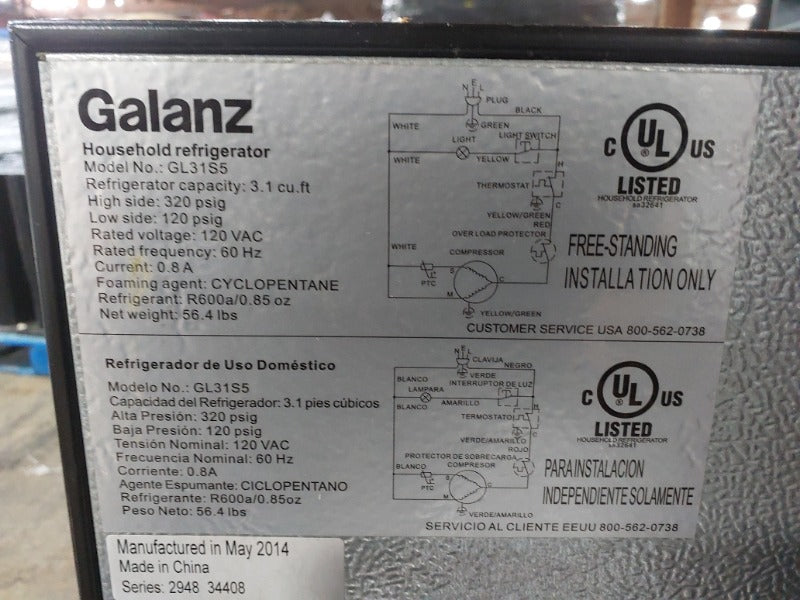 Galanz
Household refrigerator
Model No.: GL31S5
Refrigerator capacity: 3.1 cu.ft
High side: 320 psig
Low side: 120 psig
Rated voltage: 120 VAC
Rated frequency: 60 Hz
Current: 0.8 A
Foaming agent: CYCLOPENTANE
Refrigerant: R600a/0.85 oz
Net weight: 56.4 lbs
N E L
PLUG
BLACK
WHITE
GREEN
LIGHT
LIGHT SWITCH
WHITE
YELLOW
H
THERMOSTAT
C
YELLOW/GREEN
RED
OVER LOAD PROTECTOR
WHITE
COMPRESSOR
PTC
S
M
C
YELLOW/GREEN
C UL US
®
LISTED
HOUSEHOLD REFRIGERATOR
sa32641
FREE-STANDING
INSTALLATION ONLY
CUSTOMER SERVICE USA 800-562-0738
Refrigerador de Uso Doméstico
Modelo No.: GL31S5
Capacidad del Refrigerador: 3.1 pies cúbicos
Alta Presión: 320 psig
Baja Presión: 120 psig
Tensión Nominal: 120 VAC
Frecuencia Nominal: 60 Hz
Corriente: 0.8A
Agente Espumante: CICLOPENTANO
Refrigerante: R600a/0.85oz
Peso Neto: 56.4 lbs
N E L
CLAVIJA
NEGRO
BLANCO
VERDE
LAMPARA
INTERRUPTOR DE LUZ
BLANCO
AMARILLO
H
TERMOSTATO
C
VERDE/AMARILLO
ROJO
PROTECTOR DE SOBRECARGA
BLANCO
COMPRESOR
PTC
S
M
C
VERDE/AMARILLO
C UL US
®
LISTED
HOUSEHOLD REFRIGERATOR
sa32641
PARA INSTALACION
INDEPENDIENTE SOLAMENTE
SERVICIO AL CLIENTE EEUU 800-562-0738
Manufactured in May 2014
Made in China
Series: 2948 34408